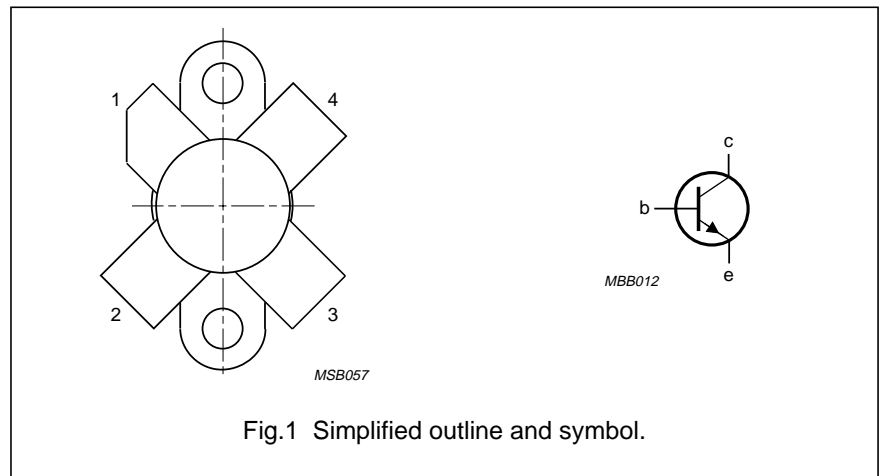 1
4
c
b
MBB012
e
2
3
MSB057
Fig.1 Simplified outline and symbol.